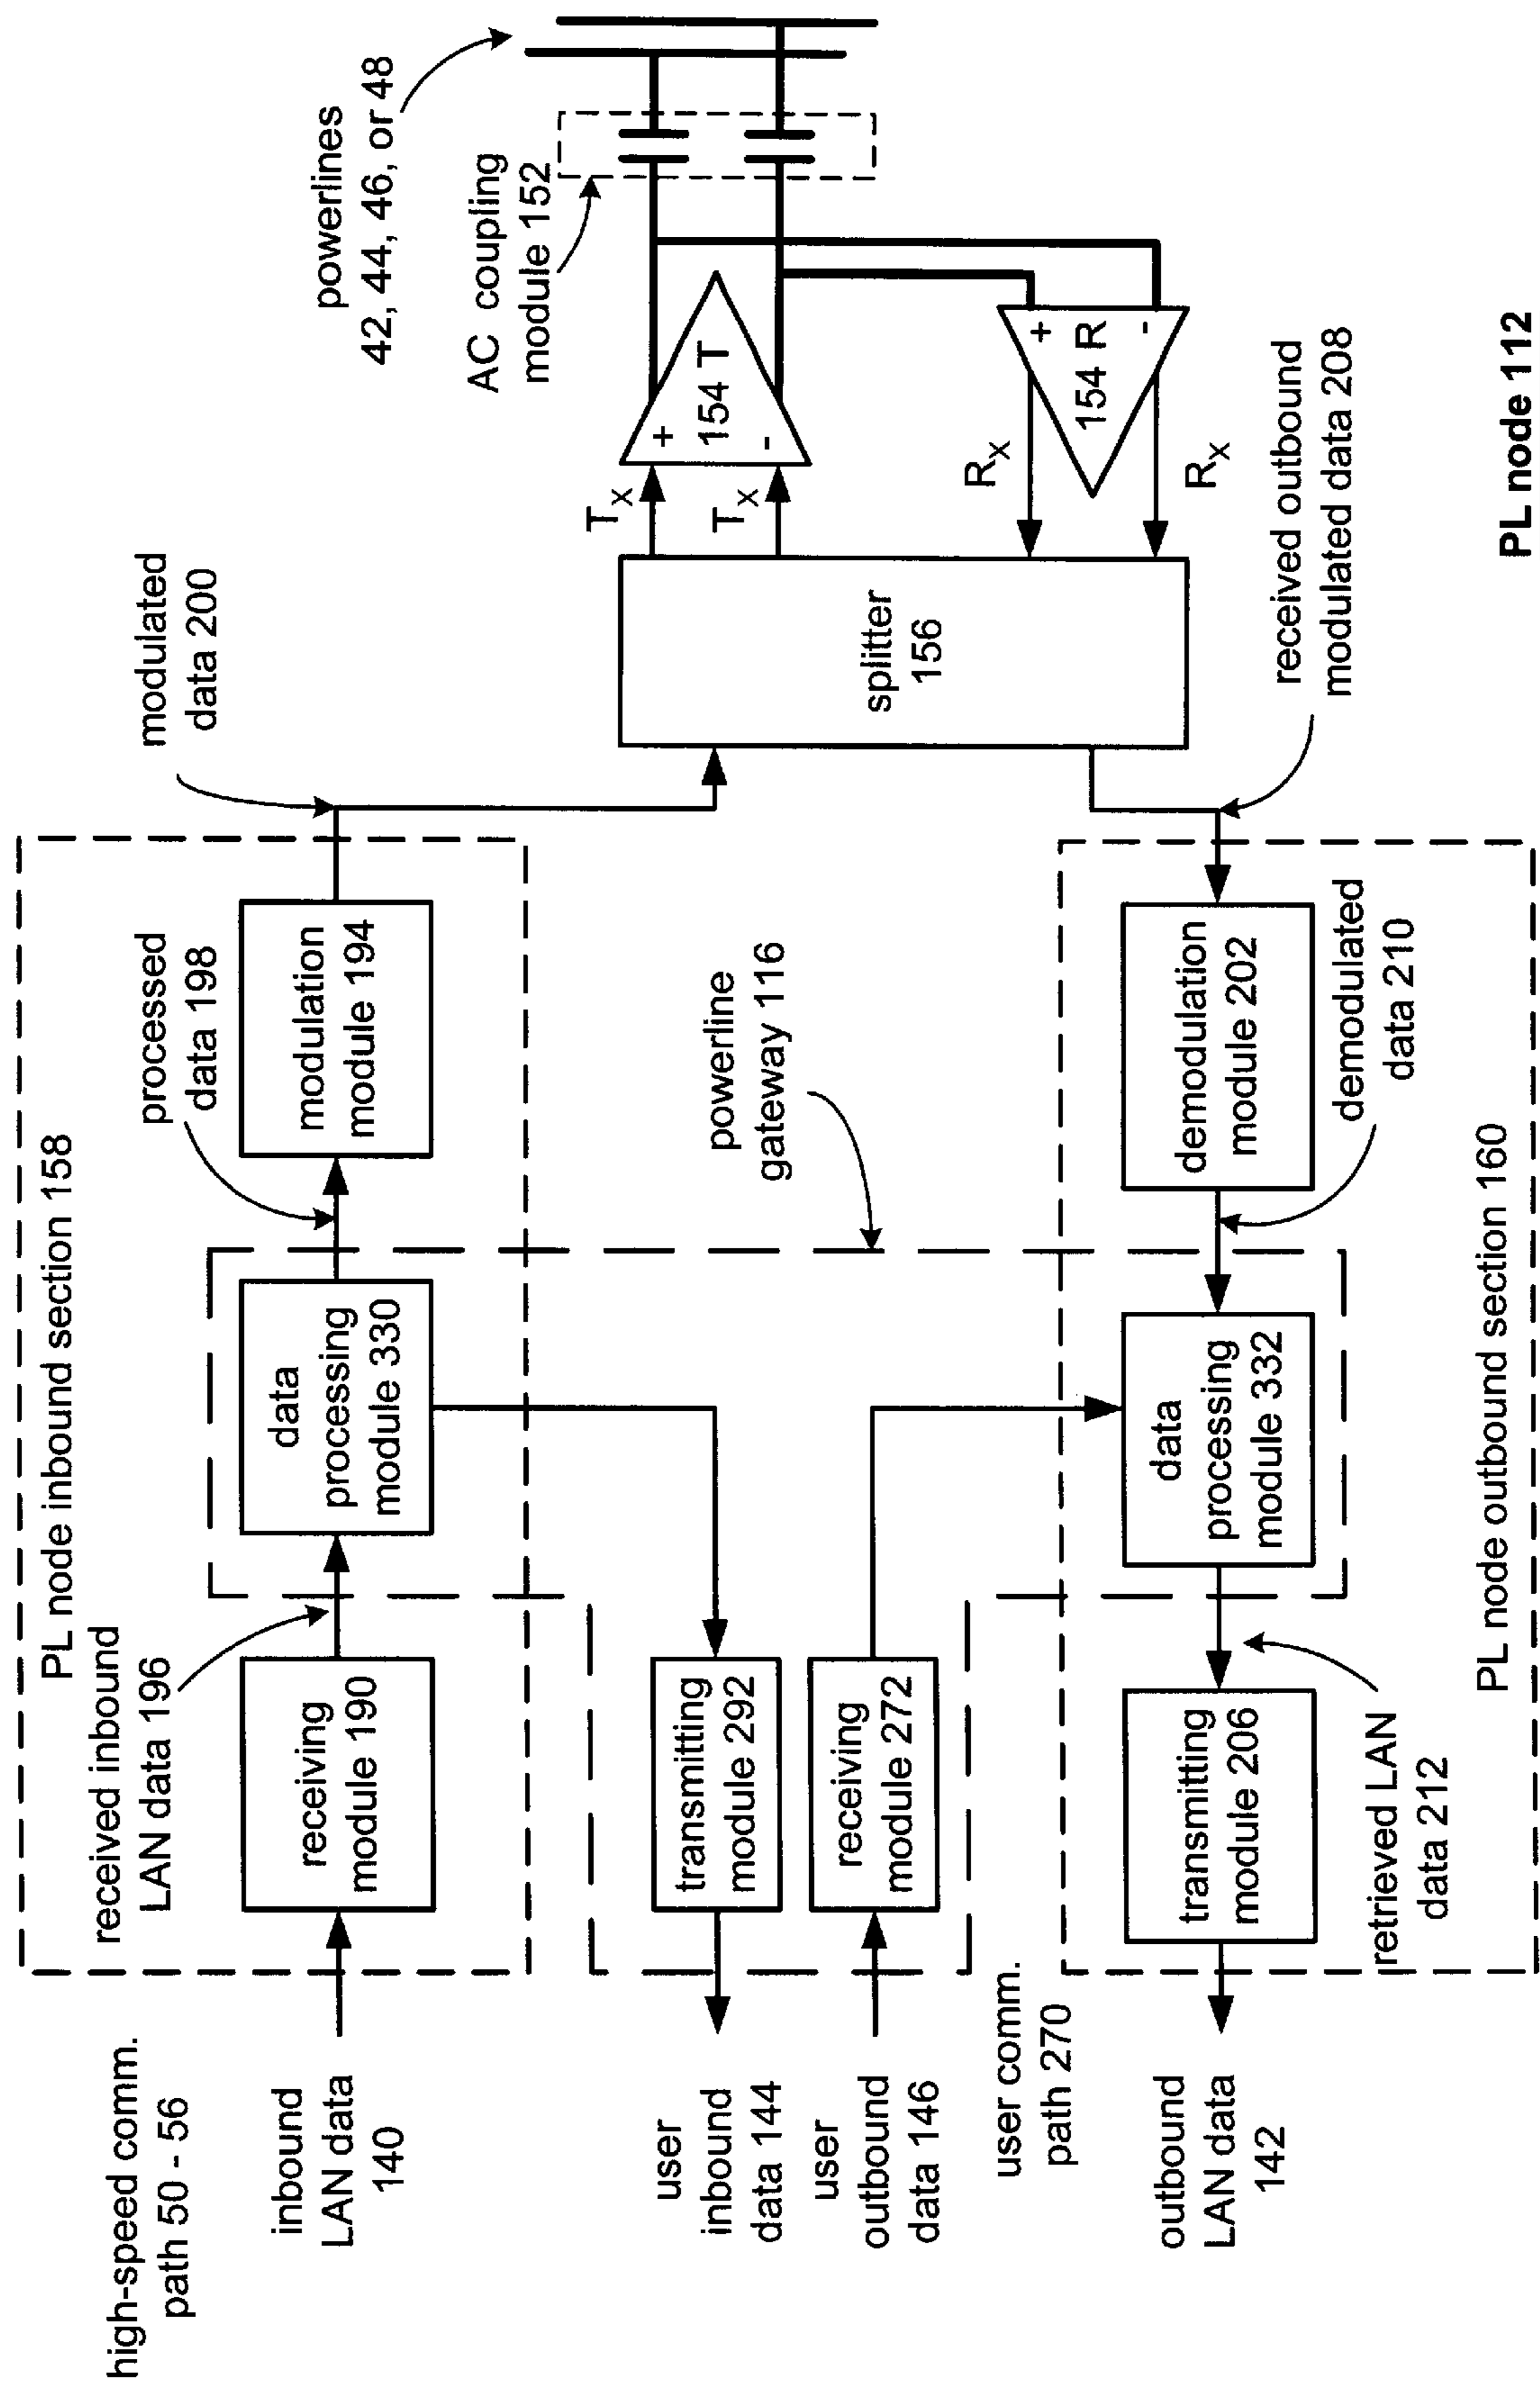 high-speed comm.
path 50 - 56
inbound
LAN data
140
PL node inbound section 158
received inbound
LAN data 196
receiving
module 190
data
processing
module 330
processed
data 198
modulation
module 194
modulated
data 200
user
inbound
data 144
user
outbound
data 146
transmitting
module 292
receiving
module 272
powerline
gateway 116
user comm.
path 270
splitter
156
Tx
Tx
+
154 T
-
Rx
Rx
+
154 R
-
AC coupling
module 152
powerlines
42, 44, 46, or 48
outbound
LAN data
142
transmitting
module 206
retrieved LAN
data 212
data
processing
module 332
demodulated
data 210
demodulation
module 202
received outbound
modulated data 208
PL node outbound section 160
PL node 112